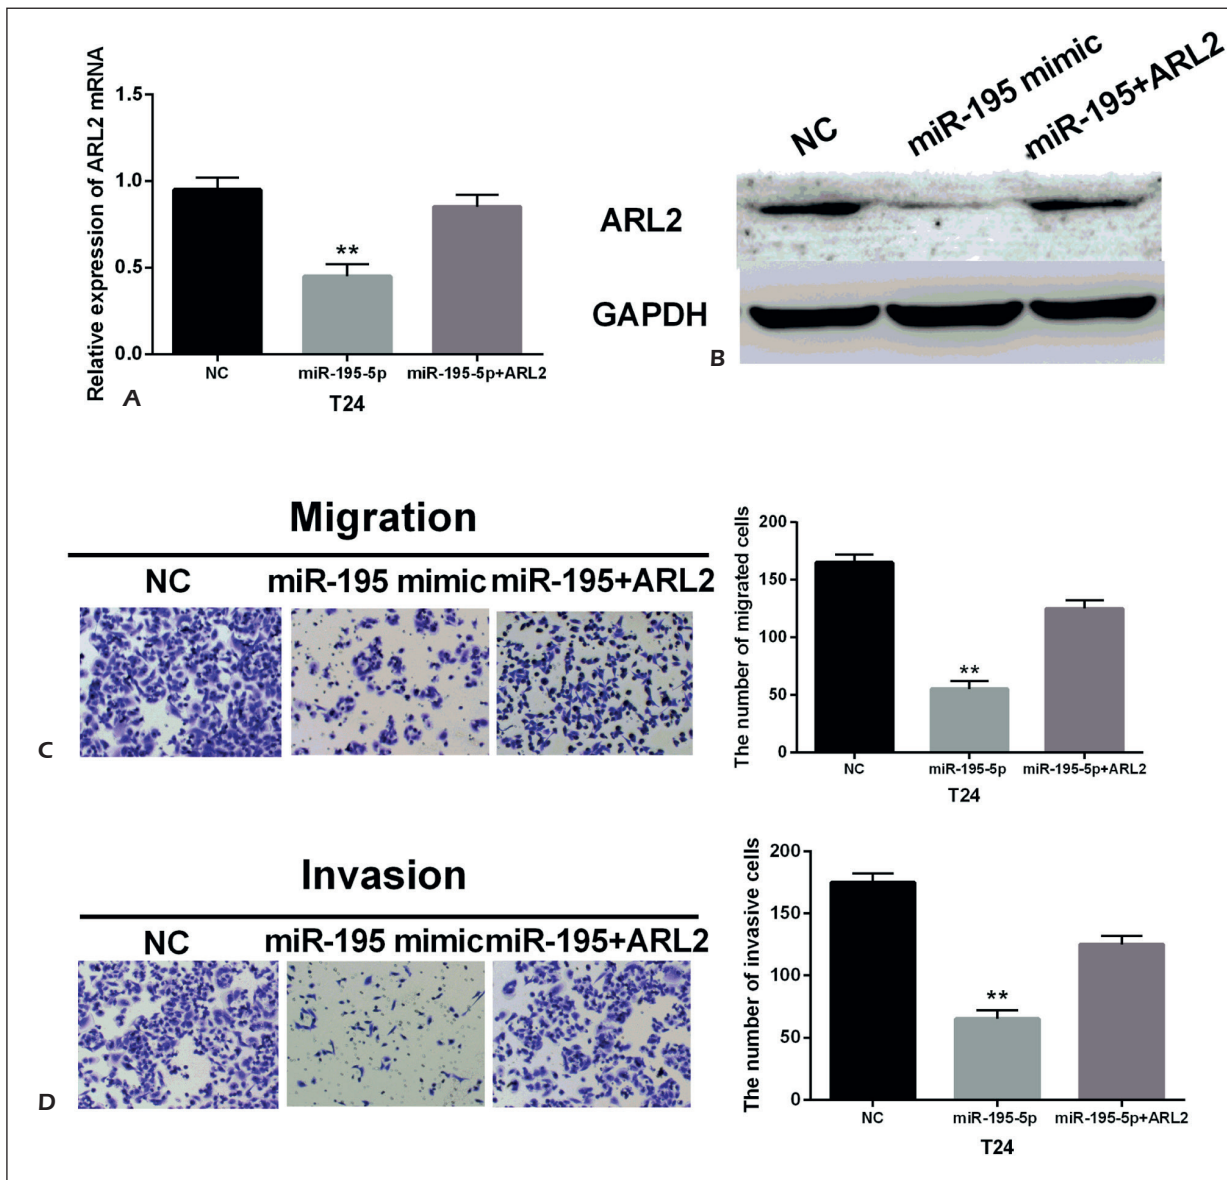 Relative expression of ARL2 mRNA
1.5
1.0
0.5
0.0
**
NC
miR-195-5p
miR-195-5p+ARL2
T24
A
NC
miR-195 mimic
miR-195+ARL2
ARL2
GAPDH
B
Migration
NC
miR-195 mimic
miR-195+ARL2
C
The number of migrated cells
200
150
100
50
0
**
NC
miR-195-5p
miR-195-5p+ARL2
T24
Invasion
NC
miR-195 mimic
miR-195+ARL2
D
The number of invasive cells
200
150
100
50
0
**
NC
miR-195-5p
miR-195-5p+ARL2
T24